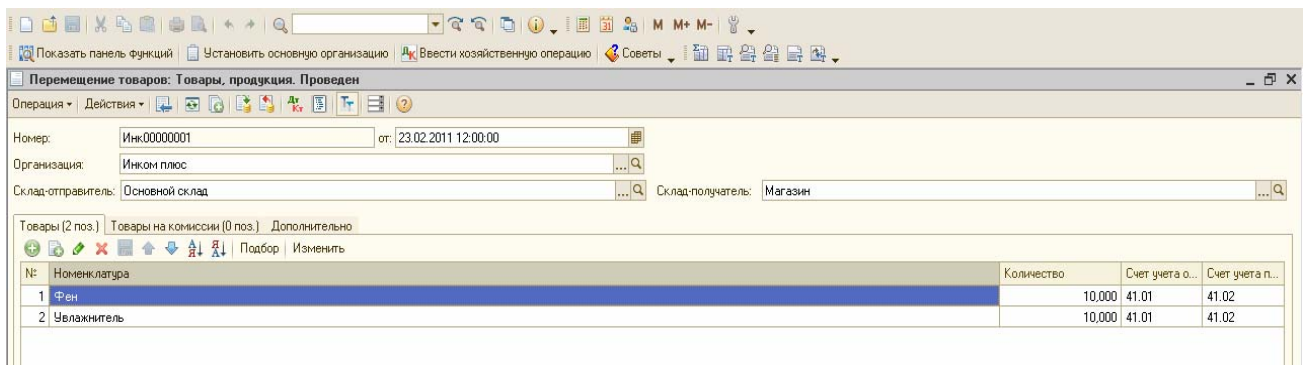 M M+ M-
Показать панель функций Установить основную организацию Ввести хозяйственную операцию Советы
Перемещение товаров: Товары, продукция. Проведен
Операция Действия
Номер: Инк00000001 от: 23.02.2011 12:00:00
Организация: Инком плюс
Склад-отправитель: Основной склад Склад-получатель: Магазин
Товары (2 поз.) Товары на комиссии (0 поз.) Дополнительно
Подбор Изменить
№ Номенклатура Количество Счет учета о... Счет учета п...
1 Фен 10,000 41.01 41.02
2 Увлажнитель 10,000 41.01 41.02